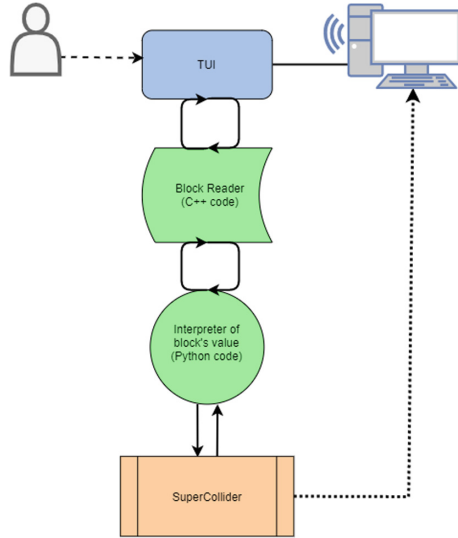 TUI
Block Reader
(C++ code)
Interpreter of
block's value
(Python code)
SuperCollider